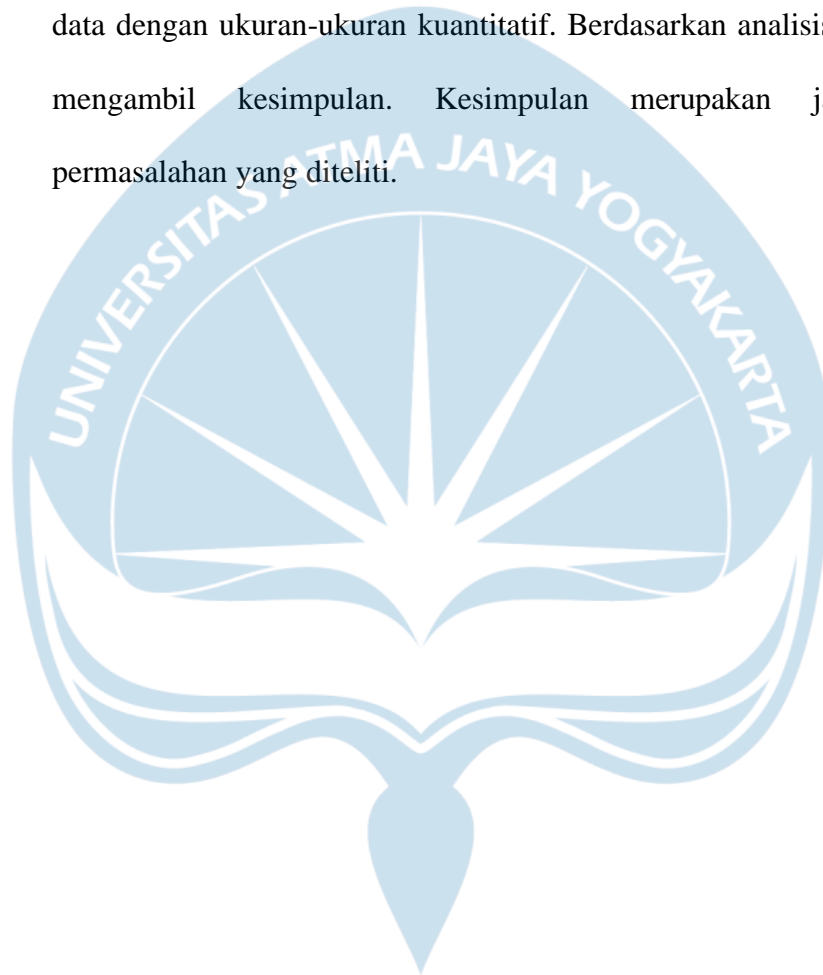 data dengan ukuran-ukuran kuantitatif. Berdasarkan analisis
mengambil kesimpulan. Kesimpulan merupakan
permasalahan yang diteliti.
UNIVERSITAS ATMA JAYA YOGYAKARTA